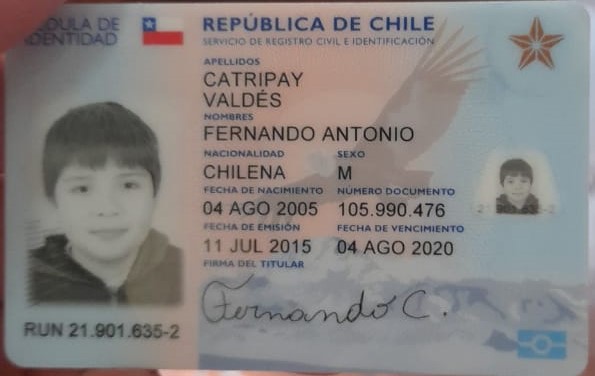 CÉDULA DE
IDENTIDAD
REPÚBLICA DE CHILE
SERVICIO DE REGISTRO CIVIL E IDENTIFICACIÓN
APELLIDOS
CATRIPAY
VALDÉS
NOMBRES
FERNANDO ANTONIO
NACIONALIDAD SEXO
CHILENA M
FECHA DE NACIMIENTO NÚMERO DOCUMENTO
04 AGO 2005 105.990.476
FECHA DE EMISIÓN FECHA DE VENCIMIENTO
11 JUL 2015 04 AGO 2020
FIRMA DEL TITULAR
Fernando C.
RUN 21.901.635-2